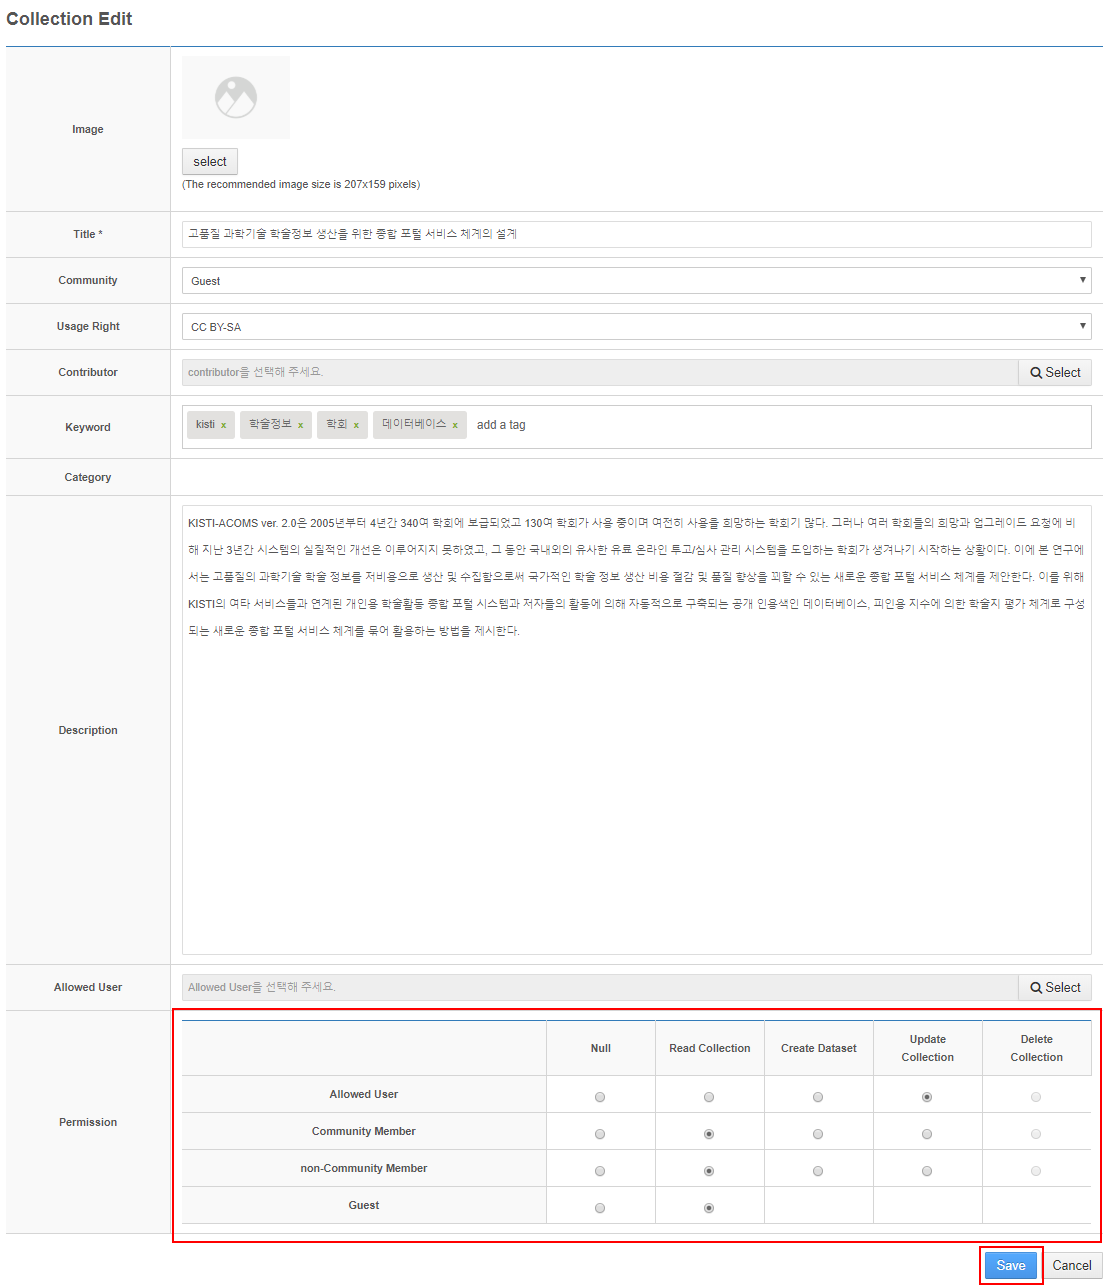 Collection Edit
Image
select
(The recommended image size is 207x159 pixels)
Title *
고품질 과학기술 학술정보 생산을 위한 종합 포털 서비스 체계의 설계
Community
Guest
Usage Right
CC BY-SA
Contributor
contributor을 선택해 주세요.
Select
Keyword
kisti x 학술정보 x 학회 x 데이터베이스 x add a tag
Category
Description
KISTI-ACOMS ver. 2.0은 2005년부터 4년간 340여 학회에 보급되었고 130여 학회가 사용 중이며 여전히 사용을 희망하는 학회기 많다. 그러나 여러 학회들의 희망과 업그레이드 요청에 비
해 지난 3년간 시스템의 실질적인 개선은 이루어지지 못하였고, 그 동안 국내외의 유사한 유료 온라인 투고/심사 관리 시스템을 도입하는 학회가 생겨나기 시작하는 상황이다. 이에 본 연구에
서는 고품질의 과학기술 학술 정보를 저비용으로 생산 및 수집함으로써 국가적인 학술 정보 생산 비용 절감 및 품질 향상을 꾀할 수 있는 새로운 종합 포털 서비스 체계를 제안한다. 이를 위해
KISTI의 여타 서비스들과 연계된 개인용 학술활동 종합 포털 시스템과 저자들의 활동에 의해 자동적으로 구축되는 공개 인용색인 데이터베이스, 피인용 지수에 의한 학술지 평가 체계로 구성
되는 새로운 종합 포털 서비스 체계를 묶어 활용하는 방법을 제시한다.
Allowed User
Allowed User을 선택해 주세요.
Select
Permission
Null
Read Collection
Create Dataset
Update
Collection
Delete
Collection
Allowed User
Community Member
non-Community Member
Guest
Save
Cancel